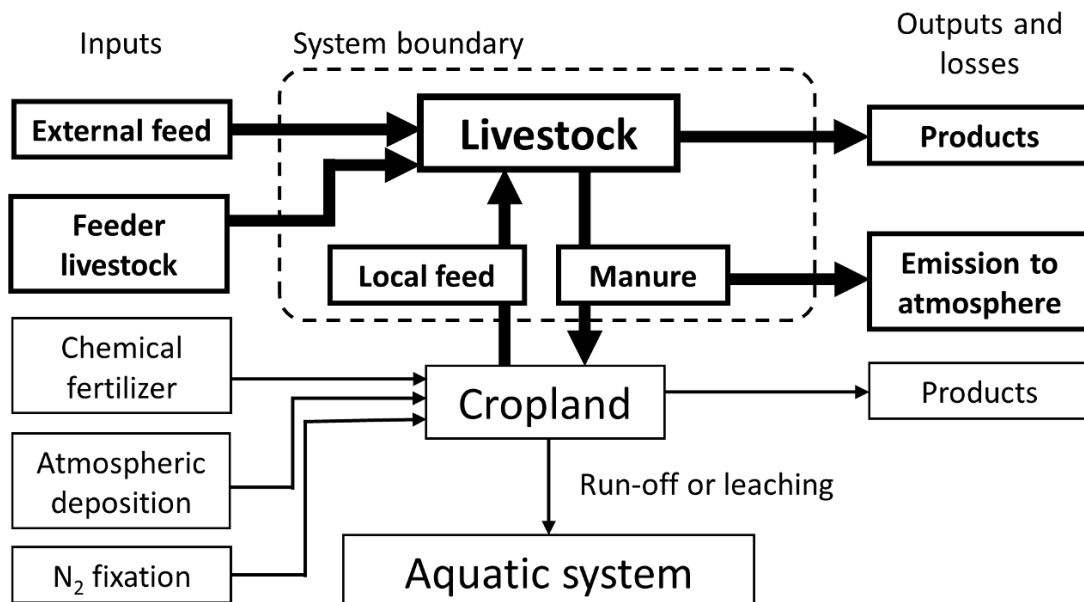 Inputs
System boundary
Outputs and
losses
External feed
Livestock
Products
Feeder
livestock
Local feed
Manure
Emission to
atmosphere
Chemical
fertilizer
Cropland
Products
Atmospheric
deposition
Run-off or leaching
N₂ fixation
Aquatic system